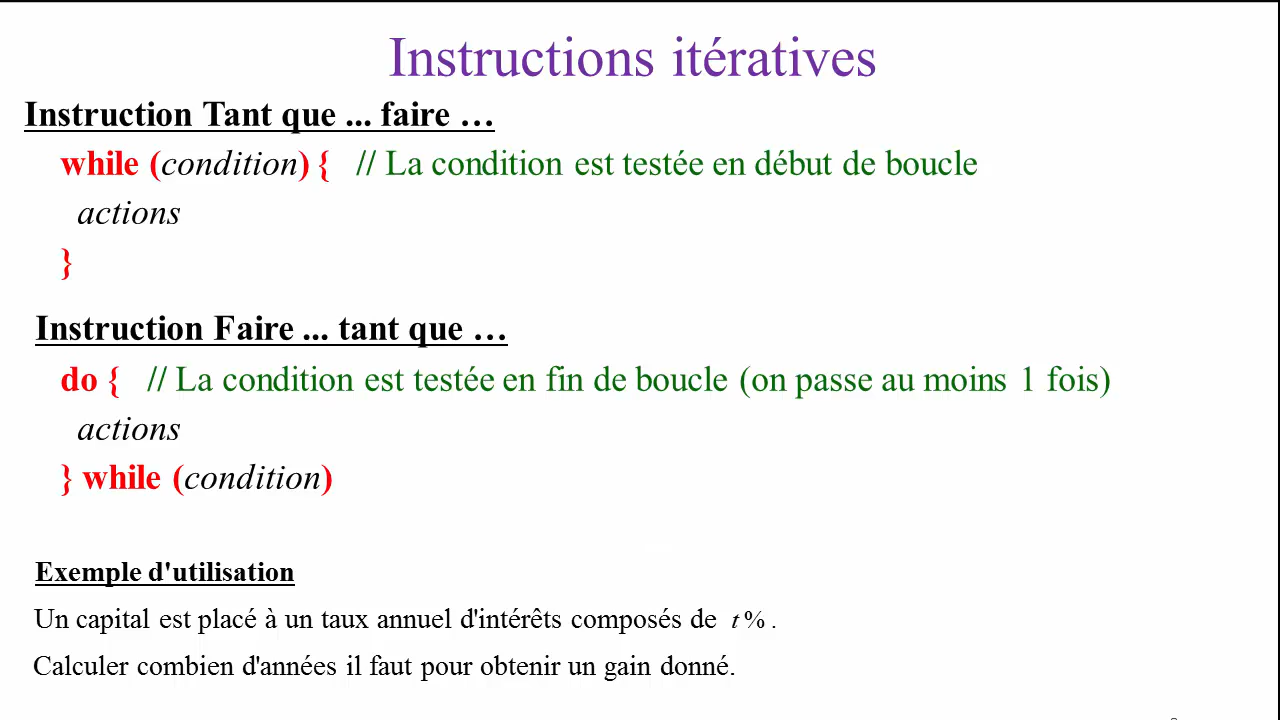 Instructions itératives
Instruction Tant que ... faire …
while (condition) { // La condition est testée en début de boucle
actions
}
Instruction Faire ... tant que …
do { // La condition est testée en fin de boucle (on passe au moins 1 fois)
actions
} while (condition)
Exemple d'utilisation
Un capital est placé à un taux annuel d'intérêts composés de t%.
Calculer combien d'années il faut pour obtenir un gain donné.